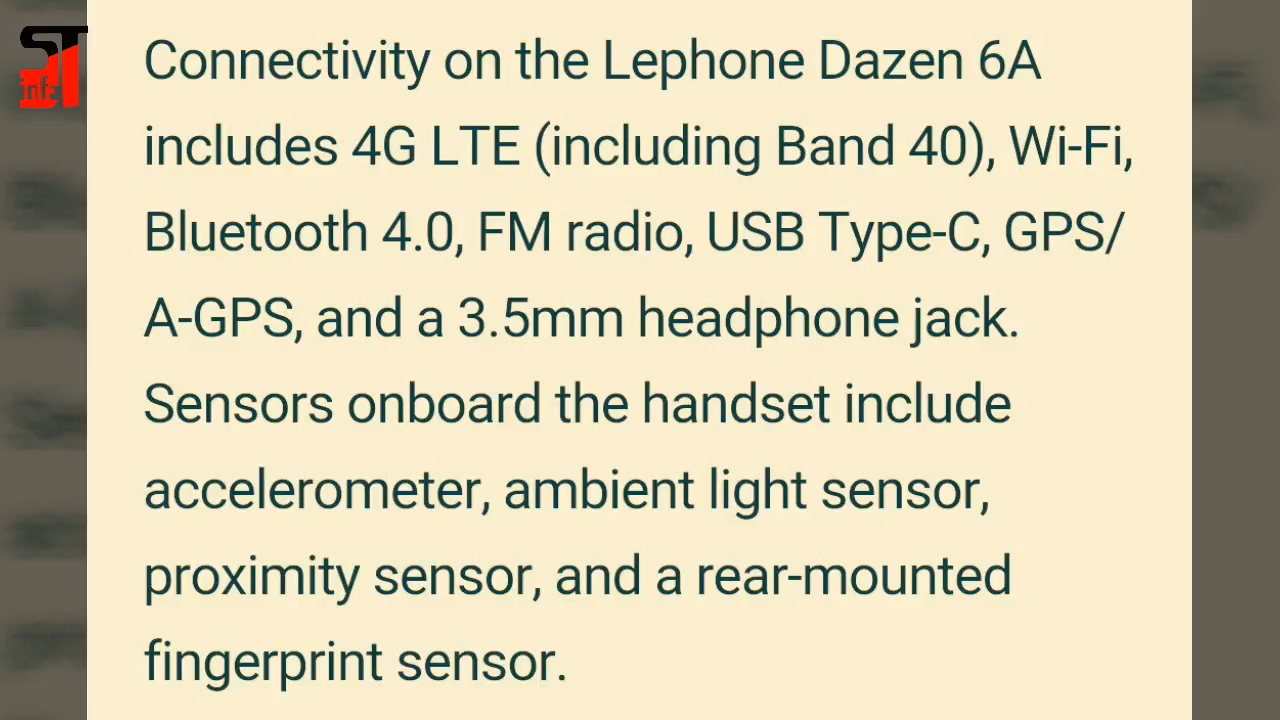 ST
info
Connectivity on the Lephone Dazen 6A
includes 4G LTE (including Band 40), Wi-Fi,
Bluetooth 4.0, FM radio, USB Type-C, GPS/
A-GPS, and a 3.5mm headphone jack.
Sensors onboard the handset include
accelerometer, ambient light sensor,
proximity sensor, and a rear-mounted
fingerprint sensor.